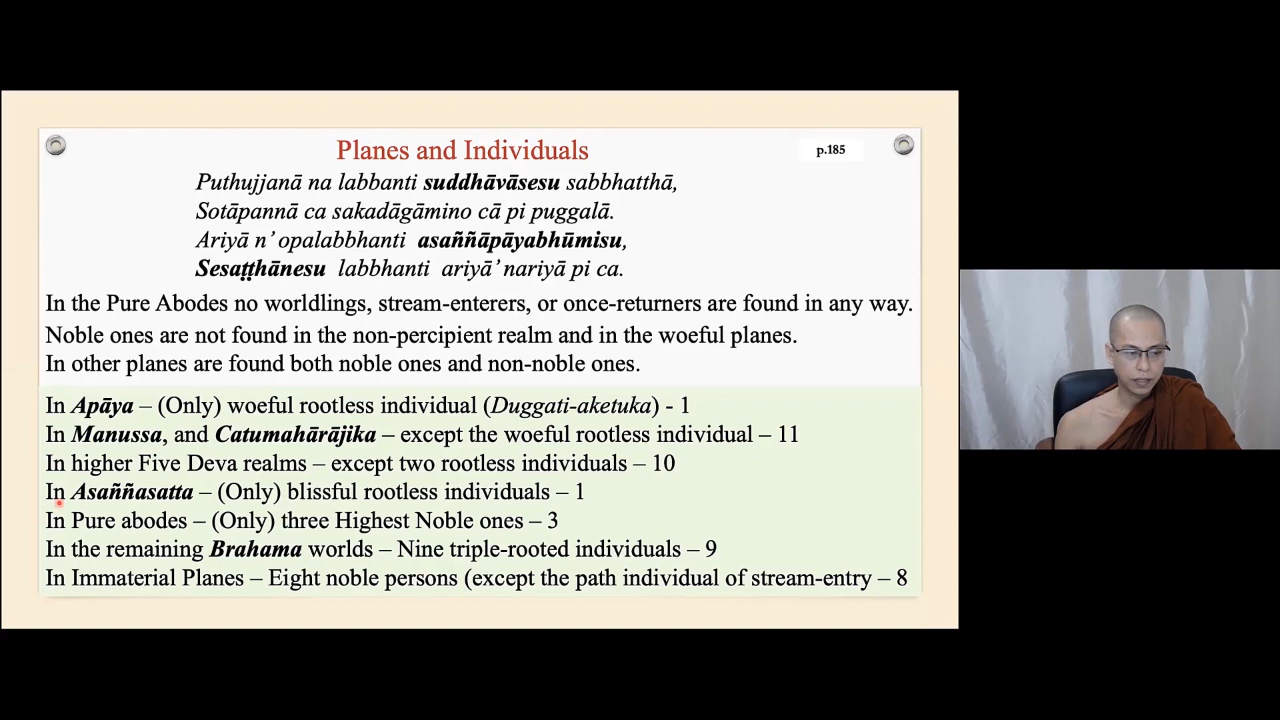 Planes and Individuals
p.185
Puthujjanā na labbanti suddhāvāsesu sabbhatthā,
Sotāpannā ca sakadāgāmino cā pi puggalā.
Ariyā n’ opalabbhanti asaññāpāyabhūmisu,
Sesaṭṭhānesu labbhanti ariyā’ nariyā pi ca.
In the Pure Abodes no worldlings, stream-enterers, or once-returners are found in any way.
Noble ones are not found in the non-percipient realm and in the woeful planes.
In other planes are found both noble ones and non-noble ones.
In Apāya – (Only) woeful rootless individual (Duggati-aketuka) - 1
In Manussa, and Catumahārājika – except the woeful rootless individual – 11
In higher Five Deva realms – except two rootless individuals – 10
In Asaññasatta – (Only) blissful rootless individuals – 1
In Pure abodes – (Only) three Highest Noble ones – 3
In the remaining Brahama worlds – Nine triple-rooted individuals – 9
In Immaterial Planes – Eight noble persons (except the path individual of stream-entry – 8